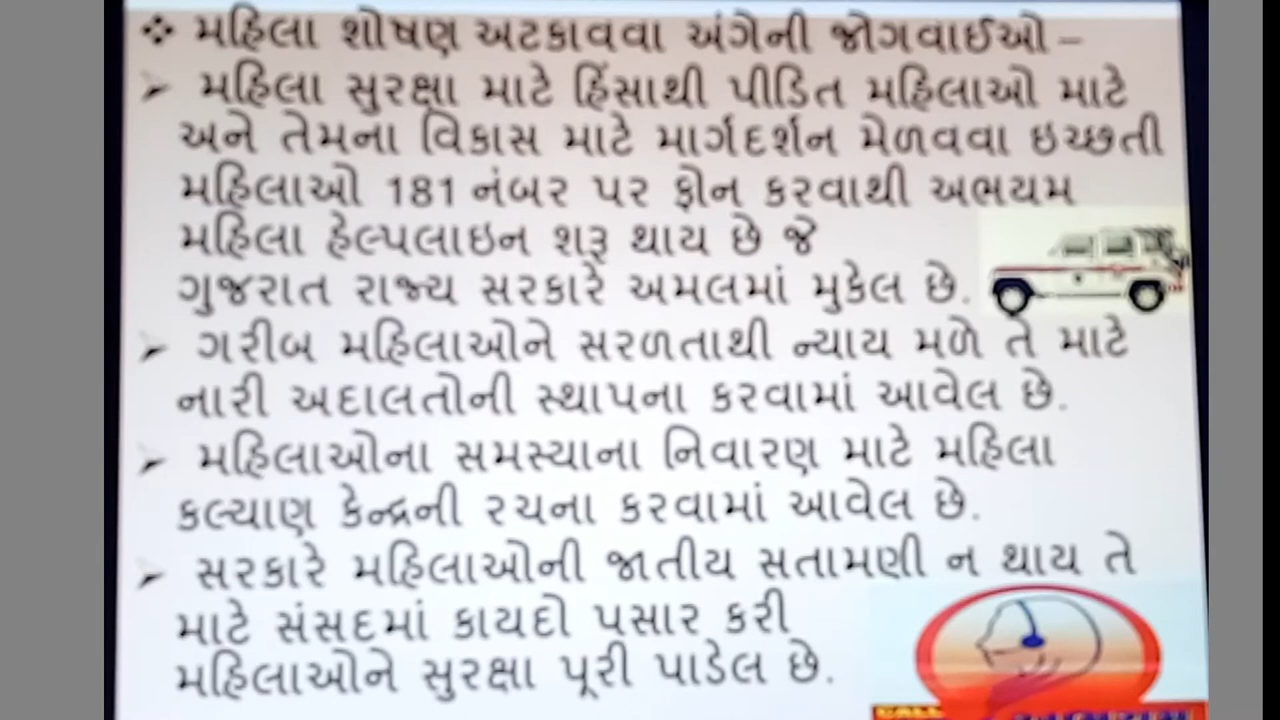 ❖ મહિલા શોષણ અટકાવવા અંગેની જોગવાઈઓ –
➢ મહિલા સુરક્ષા માટે હિંસાથી પીડિત મહિલાઓ માટે
અને તેમના વિકાસ માટે માર્ગદર્શન મેળવવા ઇચ્છતી
મહિલાઓ 181 નંબર પર ફોન કરવાથી અભયમ
મહિલા હેલ્પલાઇન શરૂ થાય છે જે
ગુજરાત રાજ્ય સરકારે અમલમાં મુકેલ છે.
➢ ગરીબ મહિલાઓને સરળતાથી ન્યાય મળે તે માટે
નારી અદાલતોની સ્થાપના કરવામાં આવેલ છે.
➢ મહિલાઓના સમસ્યાના નિવારણ માટે મહિલા
કલ્યાણ કેન્દ્રની રચના કરવામાં આવેલ છે.
➢ સરકારે મહિલાઓની જાતીય સતામણી ન થાય તે
માટે સંસદમાં કાયદો પસાર કરી
મહિલાઓને સુરક્ષા પૂરી પાડેલ છે.
CALL